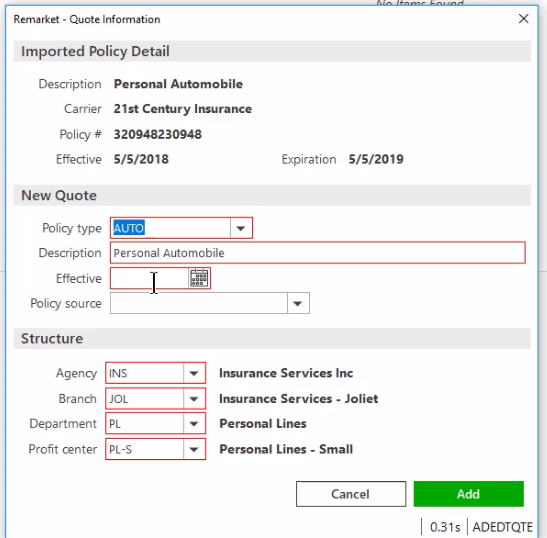 No Items Found
Remarket - Quote Information
Imported Policy Detail
Description Personal Automobile
Carrier 21st Century Insurance
Policy # 320948230948
Effective 5/5/2018 Expiration 5/5/2019
New Quote
Policy type AUTO
Description Personal Automobile
Effective
Policy source
Structure
Agency INS Insurance Services Inc
Branch JOL Insurance Services - Joliet
Department PL Personal Lines
Profit center PL-S Personal Lines - Small
Cancel Add
0.31s ADEDTQTE